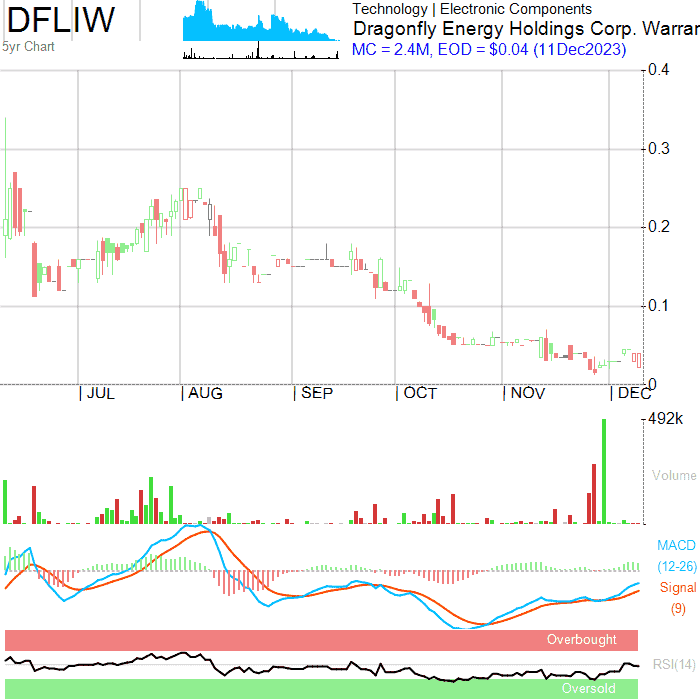 DFLIW
5yr Chart
Technology | Electronic Components
Dragonfly Energy Holdings Corp. Warrar
MC = 2.4M, EOD = $0.04 (11Dec2023)
0.4
0.3
0.2
0.1
0
JUL AUG SEP OCT NOV DEC
492k
Volume
MACD
(12-26)
Signal
(9)
Overbought
RSI(14)
Oversold